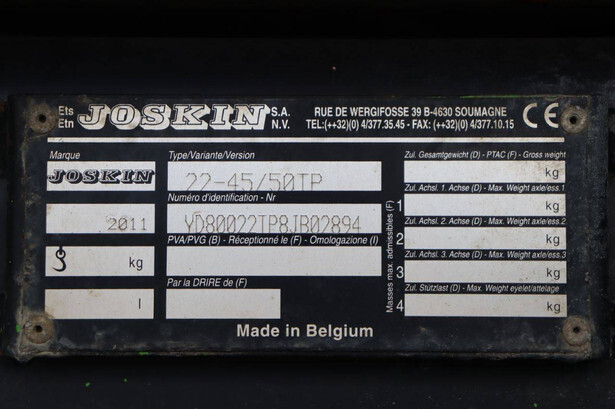 Ets Etn JOSKIN S.A. N.V.
RUE DE WERGIFOSSE 39 B-4630 SOUMAGNE
TEL:(++32)(0) 4/377.35.45 - FAX: (++32)(0) 4/377.10.15
CE
Marque
JOSKIN
2011
kg
l
Type/Variante/Version
22-45/50TP
Numéro d'identification - Nr
YD80022TP8JB02894
PVA/PVG (B) - Réceptionné le (F) - Omologazione (I)
Par la DRIRE de (F)
Masses max. admissibles (F)
Zul. Gesamtgewicht (D) - PTAC (F) - Gross weight
kg
Zul. Achsl. 1. Achse (D) - Max. Weight axle/ess.1
1 kg
Zul. Achsl. 2. Achse (D) - Max. Weight axle/ess.2
2 kg
Zul. Achsl. 3. Achse (D) - Max. Weight axle/ess.3
3 kg
Zul. Stützlast (D) - Max. Weight eyelet/attelage
4 kg
Made in Belgium